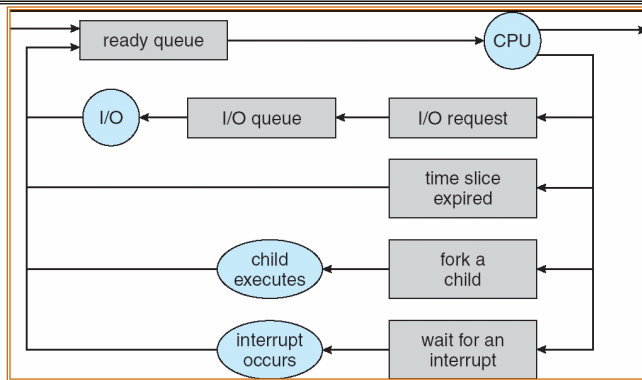 ready queue
CPU
I/O
I/O queue
I/O request
time slice
expired
child
executes
fork a
child
interrupt
occurs
wait for an
interrupt